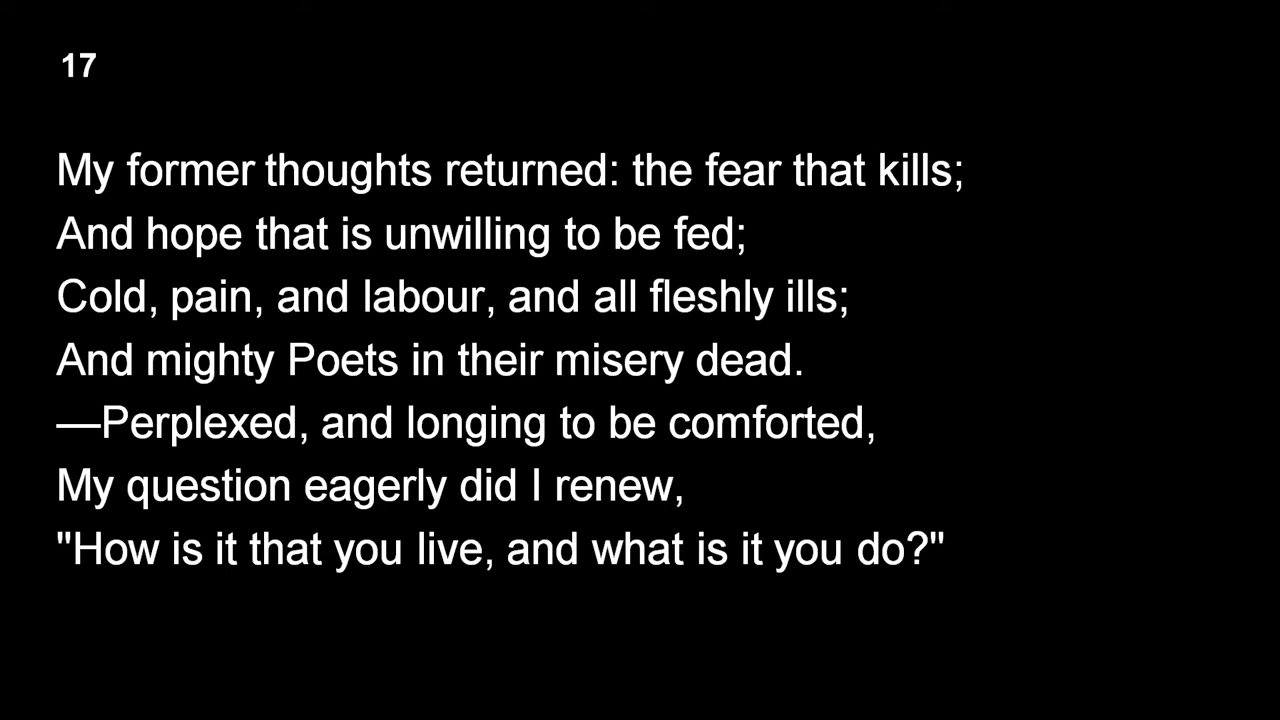 17
My former thoughts returned: the fear that kills;
And hope that is unwilling to be fed;
Cold, pain, and labour, and all fleshly ills;
And mighty Poets in their misery dead.
—Perplexed, and longing to be comforted,
My question eagerly did I renew,
"How is it that you live, and what is it you do?"